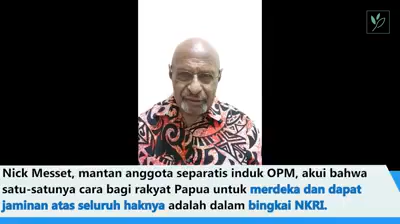 Nick Messet, mantan anggota separatis induk OPM, akui bahwa
satu-satunya cara bagi rakyat Papua untuk merdeka dan dapat
jaminan atas seluruh haknya adalah dalam bingkai NKRI.